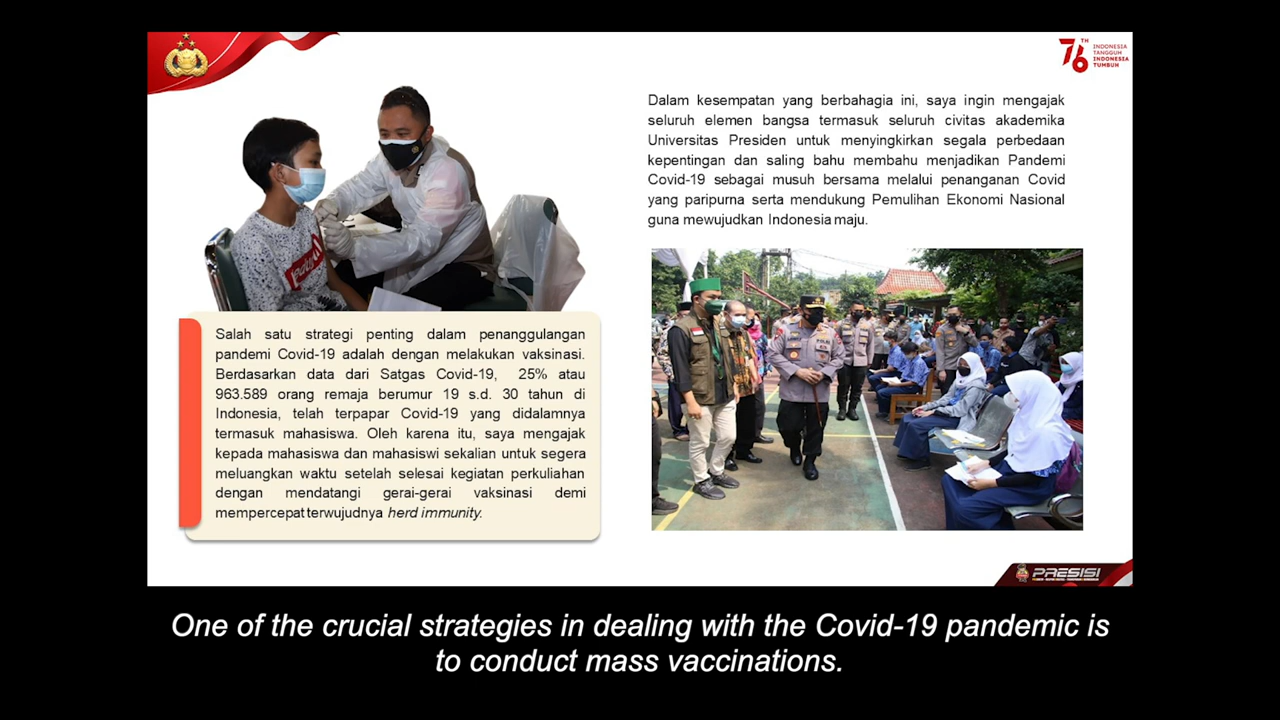 76TH
INDONESIA
TANGGUH
INDONESIA
TUMBUH
Dalam kesempatan yang berbahagia ini, saya ingin mengajak
seluruh elemen bangsa termasuk seluruh civitas akademika
Universitas Presiden untuk menyingkirkan segala perbedaan
kepentingan dan saling bahu membahu menjadikan Pandemi
Covid-19 sebagai musuh bersama melalui penanganan Covid
yang paripurna serta mendukung Pemulihan Ekonomi Nasional
guna mewujudkan Indonesia maju.
Salah satu strategi penting dalam penanggulangan
pandemi Covid-19 adalah dengan melakukan vaksinasi.
Berdasarkan data dari Satgas Covid-19, 25% atau
963.589 orang remaja berumur 19 s.d. 30 tahun di
Indonesia, telah terpapar Covid-19 yang didalamnya
termasuk mahasiswa. Oleh karena itu, saya mengajak
kepada mahasiswa dan mahasiswi sekalian untuk segera
meluangkan waktu setelah selesai kegiatan perkuliahan
dengan mendatangi gerai-gerai vaksinasi demi
mempercepat terwujudnya herd immunity.
PRESISI
One of the crucial strategies in dealing with the Covid-19 pandemic is
to conduct mass vaccinations.